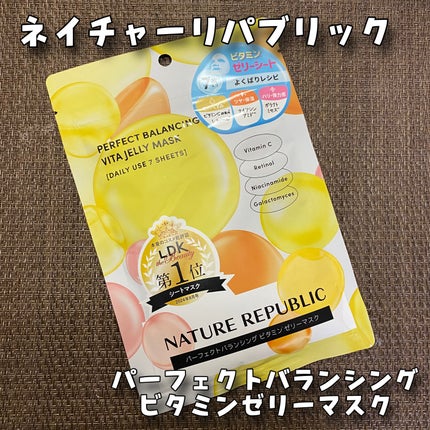 ネイチャーリパブリック
ビタミン
ゼリーシート
よくばりレシピ
PERFECT BALANCING
VITA JELLY MASK
[DAILY USE 7 SHEETS]
Vitamin C
Retinal
Niacinamide
Galactomyces
LDK
the Beauty
第1位
シートマスク
NATURE REPUBLIC
パーフェクトバランシング ビタミン ゼリーマスク
パーフェクトバランシング
ビタミンゼリーマスク